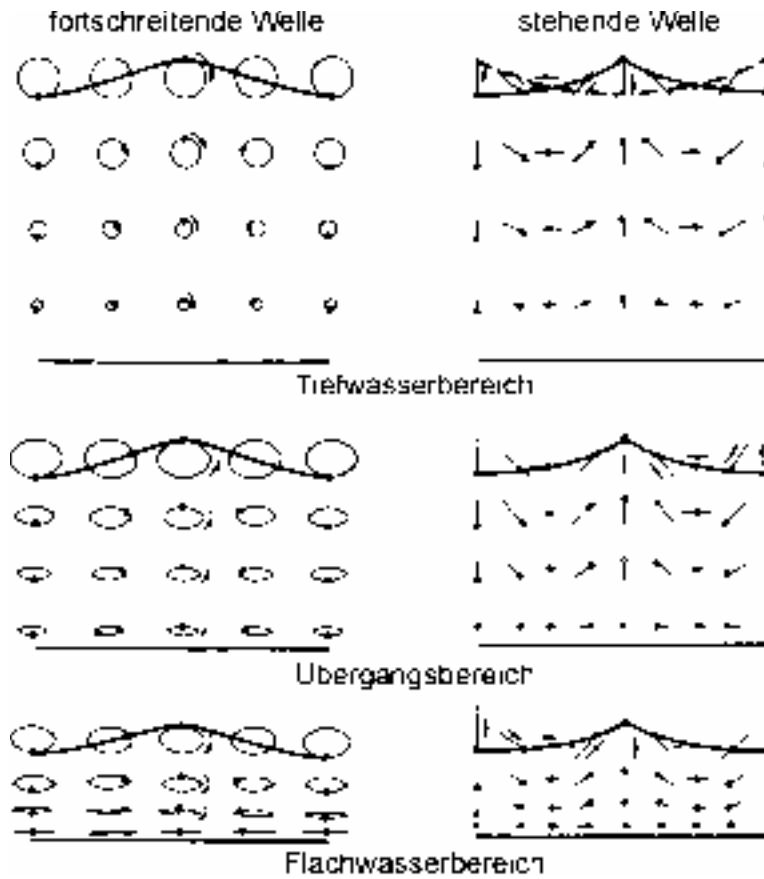 fortschreitende Welle
stehende Welle
Tiefwasserbereich
Übergangsbereich
Flachwasserbereich